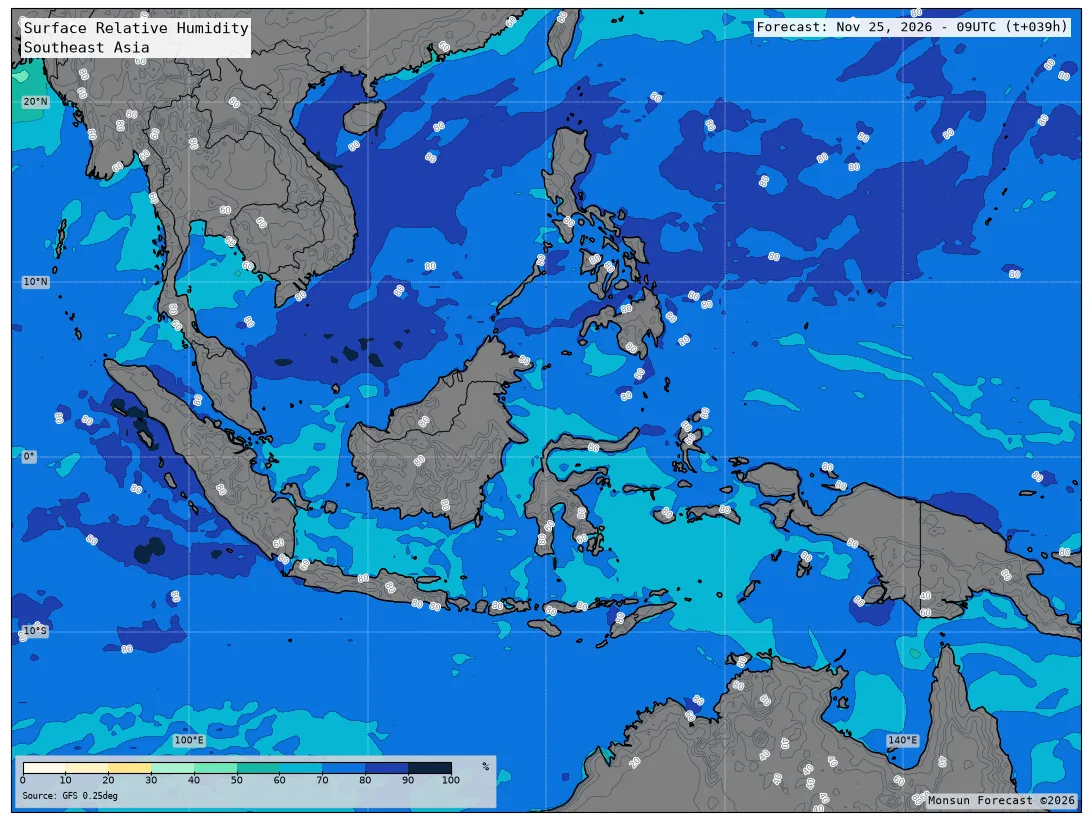 Surface Relative Humidity
Southeast Asia
Forecast: Nov 25, 2026 - 09UTC (t+039h)
20°N
10°N
0°
10°S
100°E
140°E
0 10 20 30 40 50 60 70 80 90 100
%
Source: GFS 0.25deg
Monsun Forecast ©2026